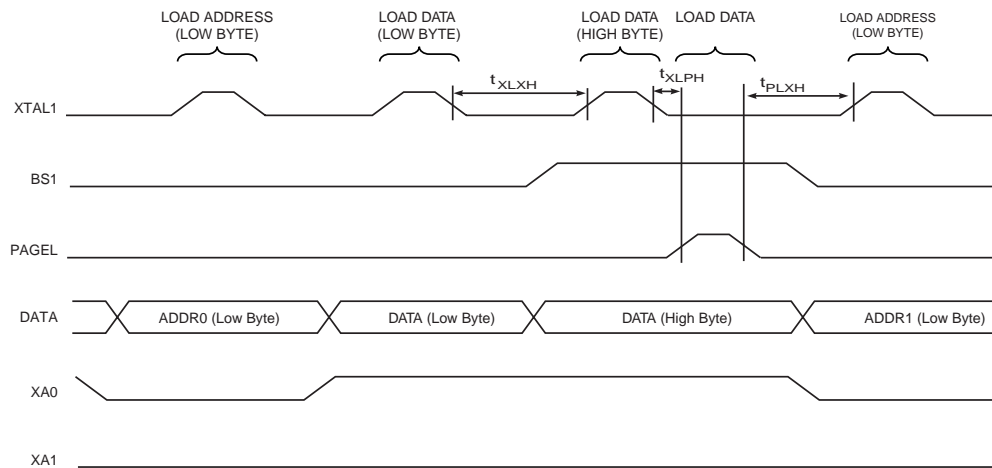 LOAD ADDRESS
(LOW BYTE)
LOAD DATA
(LOW BYTE)
LOAD DATA
(HIGH BYTE)
LOAD DATA
LOAD ADDRESS
(LOW BYTE)
tXLXH
tXLPH
tPLXH
XTAL1
BS1
PAGEL
DATA
ADDR0 (Low Byte)
DATA (Low Byte)
DATA (High Byte)
ADDR1 (Low Byte)
XA0
XA1